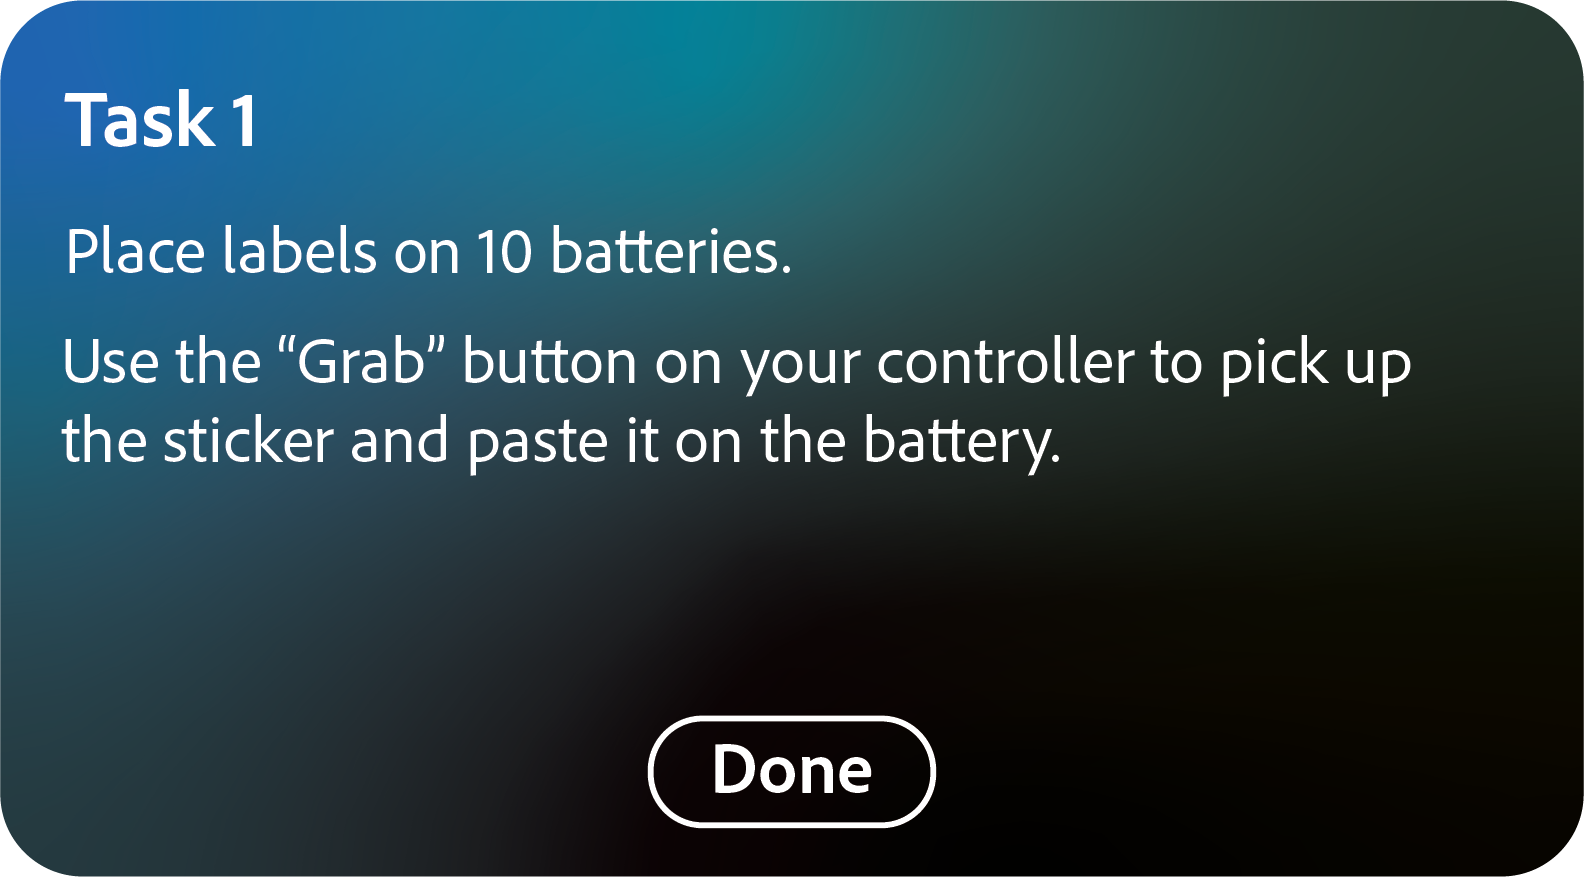 Task 1
Place labels on 10 batteries.
Use the “Grab” button on your controller to pick up
the sticker and paste it on the battery.
Done